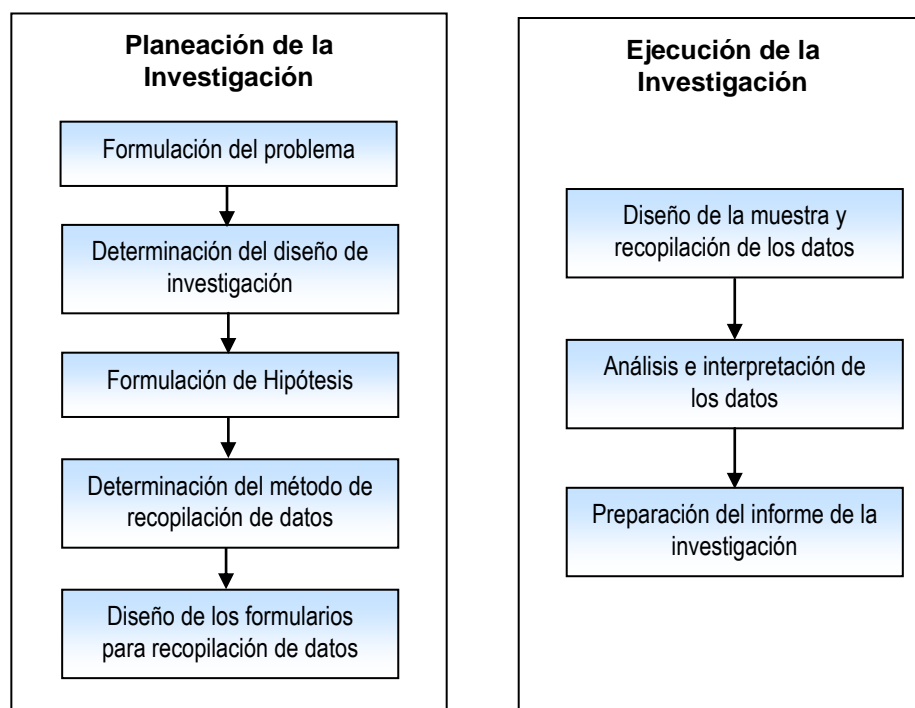 Planeación de la
Investigación
Formulación del problema
Determinación del diseño de
investigación
Formulación de Hipótesis
Determinación del método de
recopilación de datos
Diseño de los formularios
para recopilación de datos
Ejecución de la
Investigación
Diseño de la muestra y
recopilación de los datos
Análisis e interpretación de
los datos
Preparación del informe de la
investigación